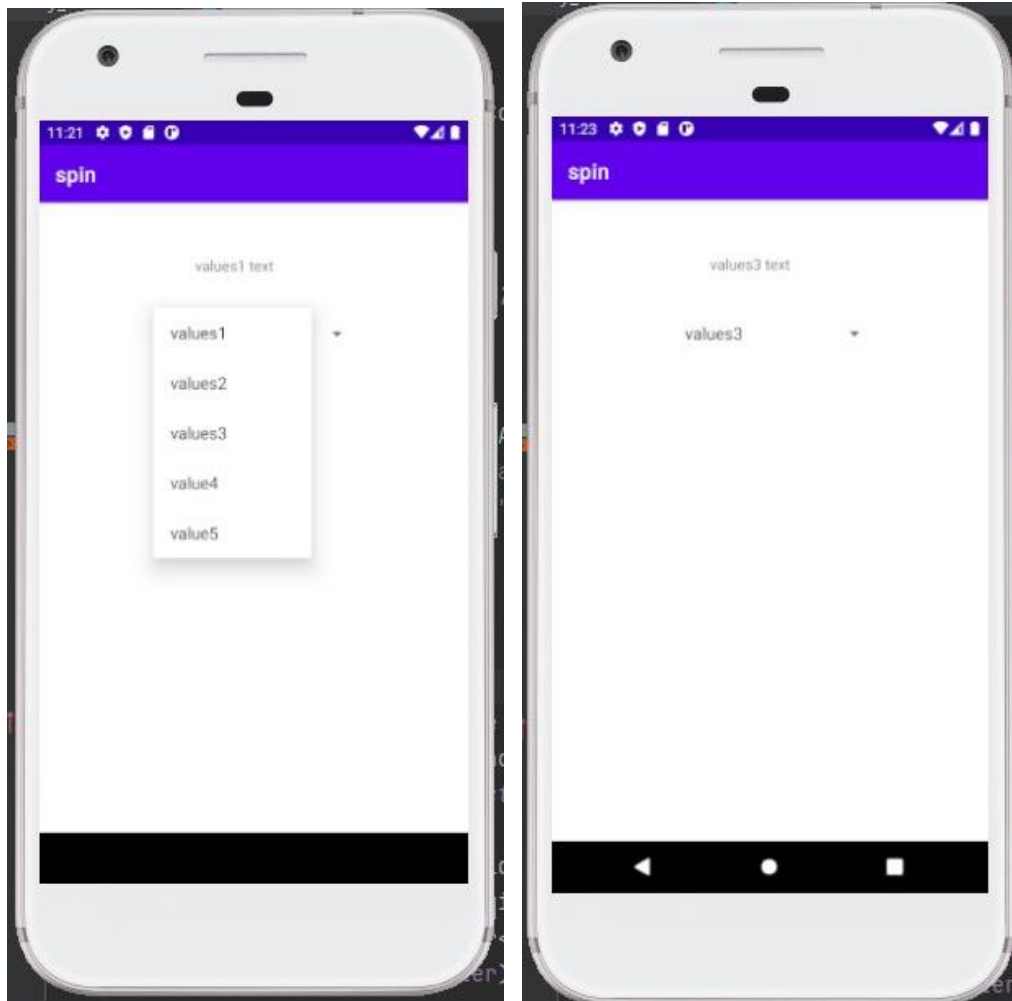 11:21
spin
values1 text
values1
values2
values3
value4
value5
11:23
spin
values3 text
values3